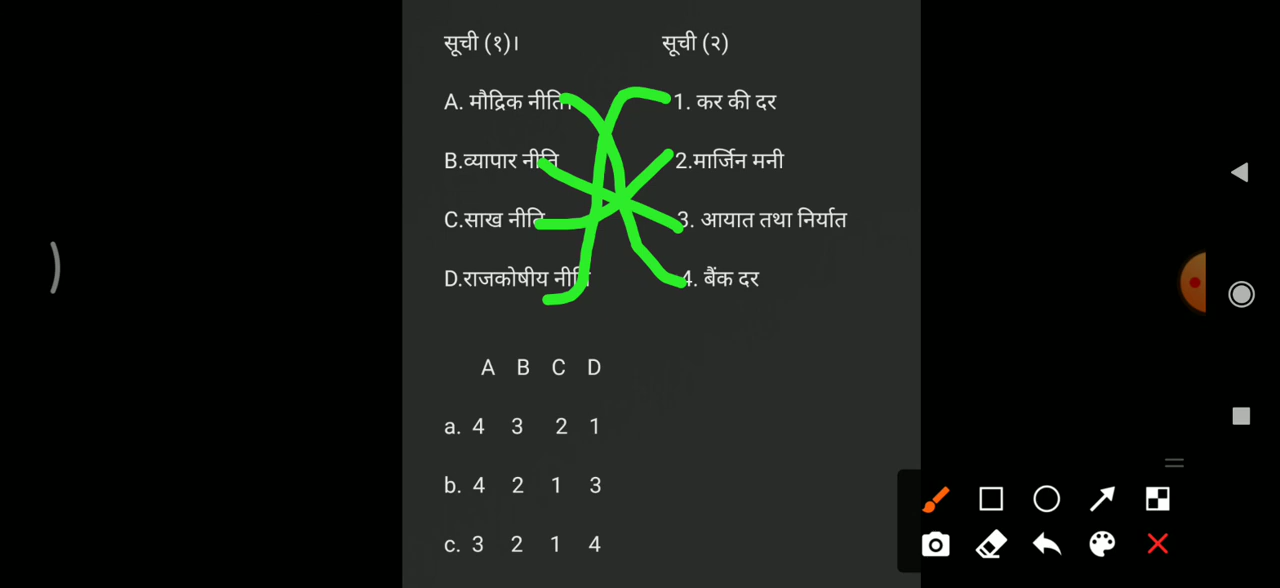 सूची (१)। सूची (२)
A. मौद्रिक नीति 1. कर की दर
B.व्यापार नीति 2.मार्जिन मनी
C.साख नीति 3. आयात तथा निर्यात
D.राजकोषीय नीति 4. बैंक दर
A B C D
a. 4 3 2 1
b. 4 2 1 3
c. 3 2 1 4